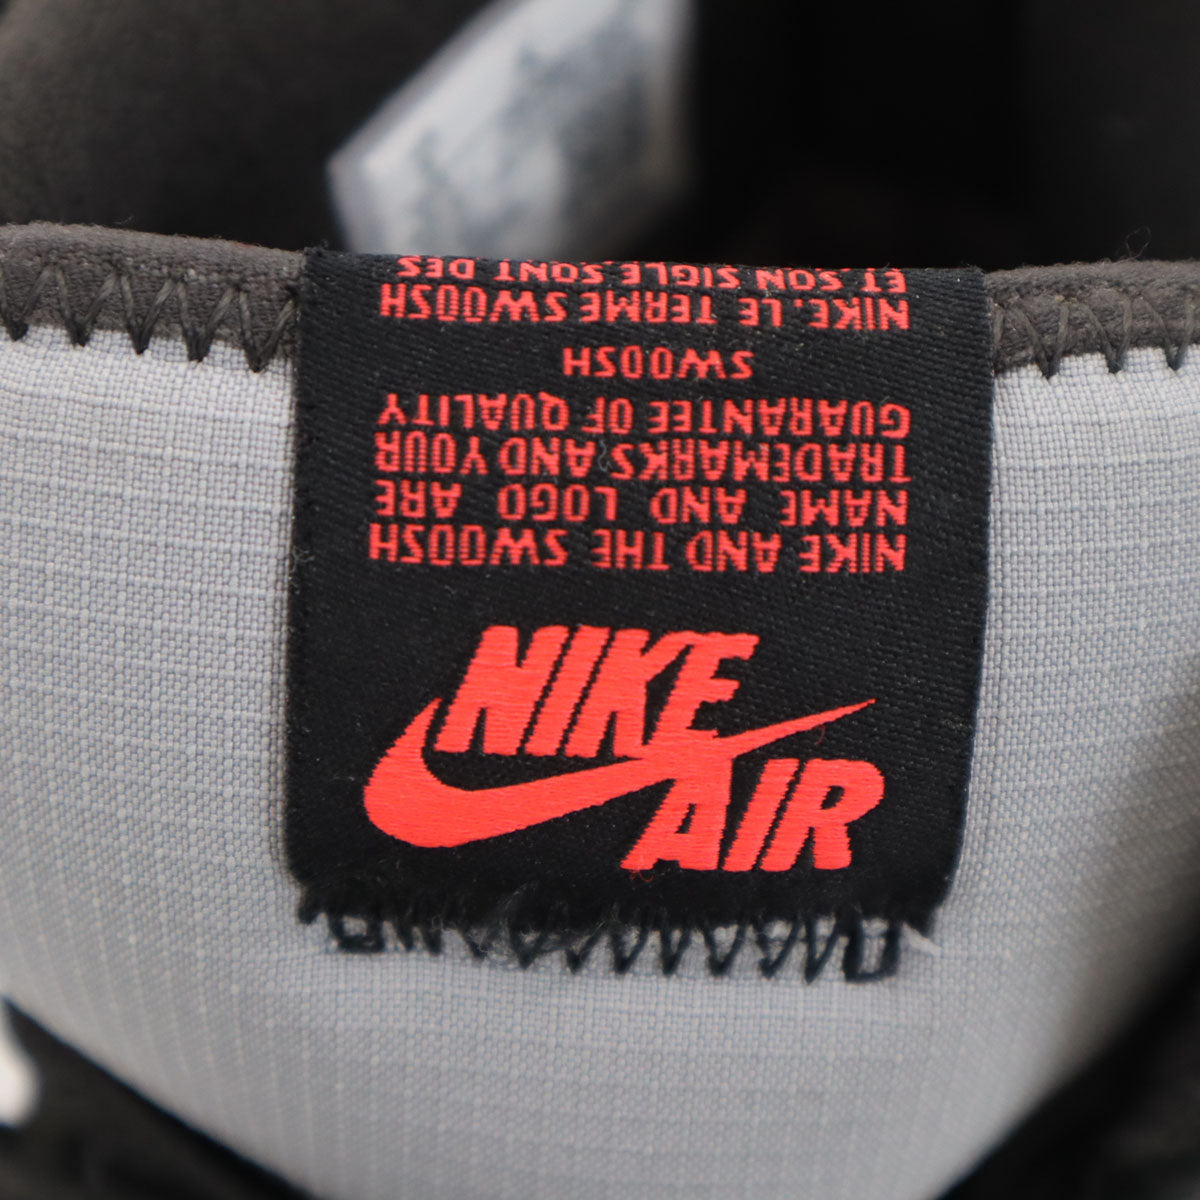 NIKE AIR
NIKE AND THE SWOOSH
NAME AND LOGO ARE
TRADEMARKS AND YOUR
GUARANTEE OF QUALITY
SWOOSH
NIKE, LE TERME SWOOSH
ET SON SIGLE SONT DES